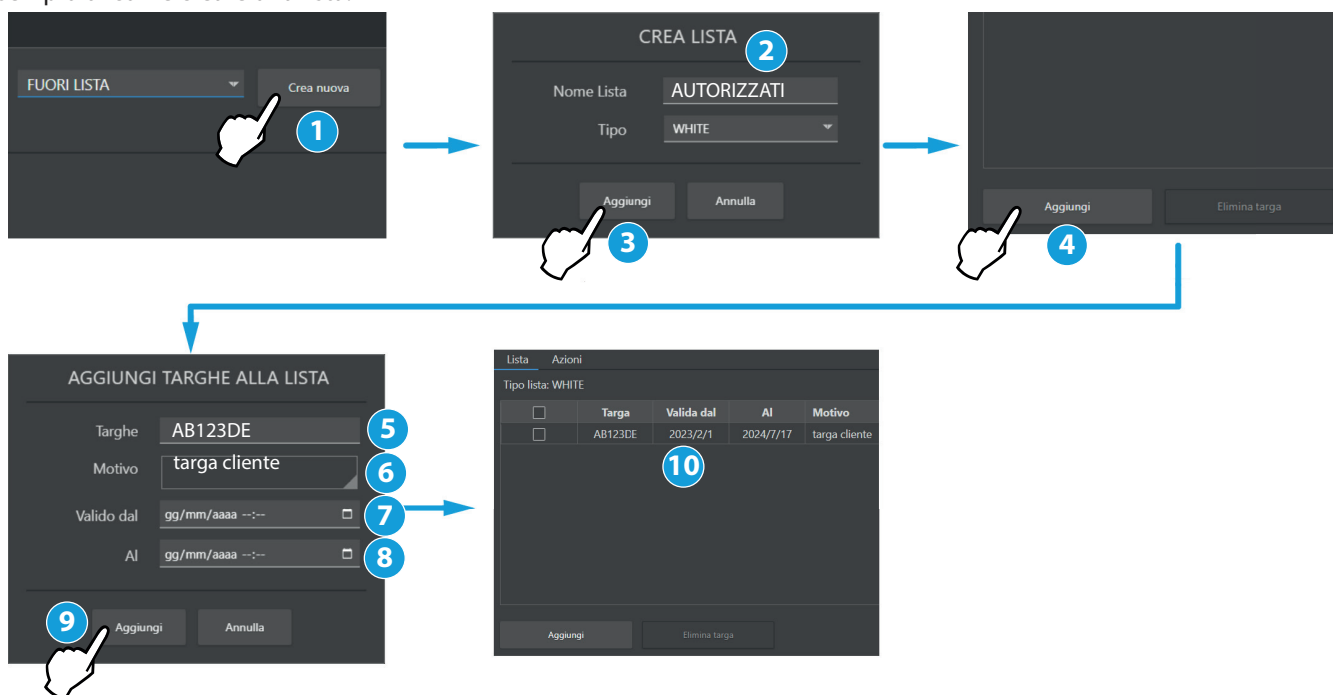 FUORI LISTA
Crea nuova
1
CREA LISTA
2
Nome Lista AUTORIZZATI
Tipo WHITE
Aggiungi Annulla
3
Aggiungi Elimina targa
4
AGGIUNGI TARGHE ALLA LISTA
Targhe AB123DE 5
Motivo targa cliente 6
Valido dal gg/mm/aaaa --:-- 7
Al gg/mm/aaaa --:-- 8
9 Aggiungi Annulla
Lista Azioni
Tipo lista: WHITE
Targa Valida dal Al Motivo
AB123DE 2023/2/1 2024/7/17 targa cliente
10
Aggiungi Elimina targa